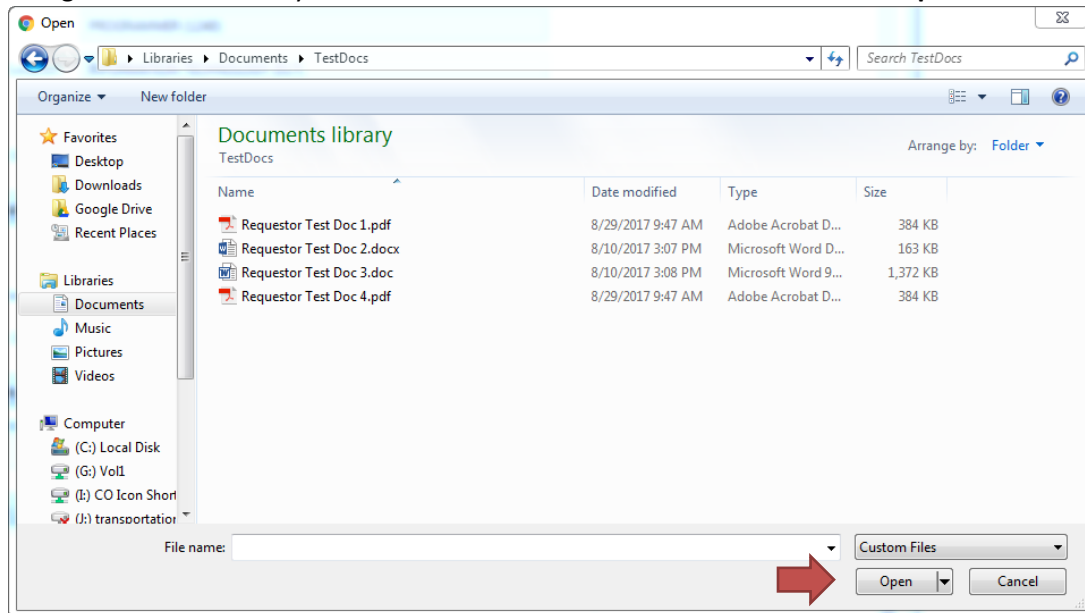 Open
Libraries Documents TestDocs Search TestDocs
Organize New folder
Favorites
Desktop
Downloads
Google Drive
Recent Places
Libraries
Documents
Music
Pictures
Videos
Computer
(C:) Local Disk
(G:) Vol1
(I:) CO Icon Short
(J:) transportation
Documents library
TestDocs
Arrange by: Folder
Name Date modified Type Size
Requestor Test Doc 1.pdf 8/29/2017 9:47 AM Adobe Acrobat D... 384 KB
Requestor Test Doc 2.docx 8/10/2017 3:07 PM Microsoft Word D... 163 KB
Requestor Test Doc 3.doc 8/10/2017 3:08 PM Microsoft Word 9... 1,372 KB
Requestor Test Doc 4.pdf 8/29/2017 9:47 AM Adobe Acrobat D... 384 KB
File name: Custom Files
Open Cancel